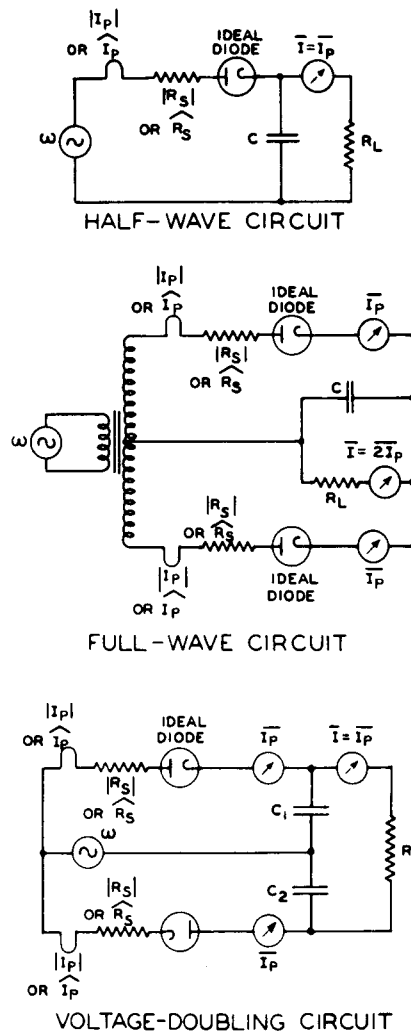 |Ip|
OR Îp
IDEAL
DIODE
Ī=Īp
|Rs|
OR R̂s
ω
C
RL
HALF-WAVE CIRCUIT
|Ip|
OR Îp
IDEAL
DIODE
Īp
|Rs|
OR R̂s
C
ω
Ī=2Īp
RL
|Rs|
OR R̂s
|Ip|
OR Îp
IDEAL
DIODE
Īp
FULL-WAVE CIRCUIT
|Ip|
OR Îp
IDEAL
DIODE
Īp
Ī=Īp
|Rs|
OR R̂s
C1
ω
R
|Rs|
OR R̂s
C2
|Ip|
OR Îp
Īp
VOLTAGE-DOUBLING CIRCUIT